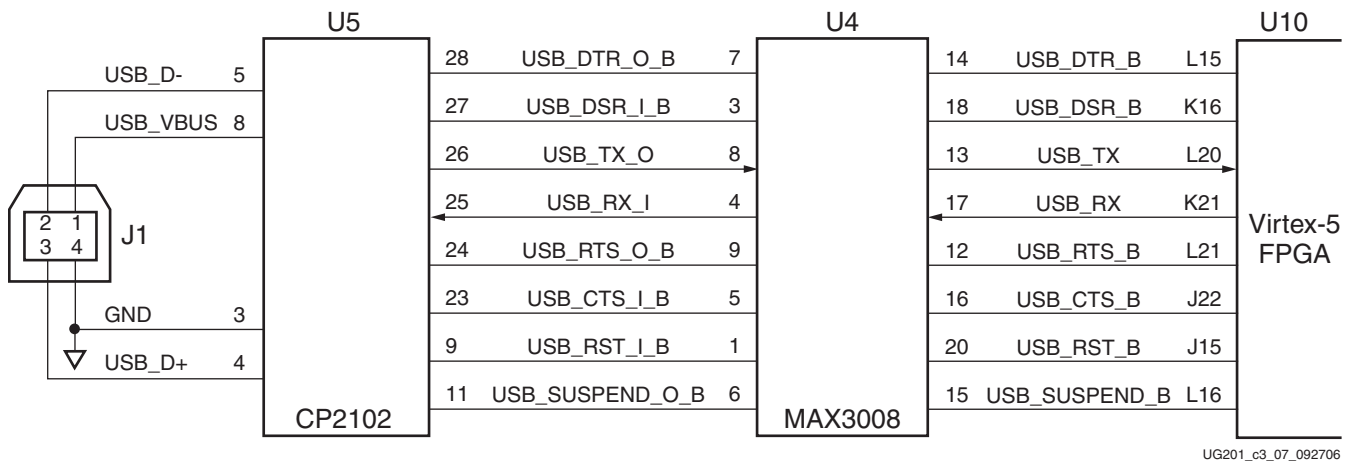 U5 U4 U10
28 USB_DTR_O_B 7 14 USB_DTR_B L15
USB_D- 5
27 USB_DSR_I_B 3 18 USB_DSR_B K16
USB_VBUS 8
26 USB_TX_O 8 13 USB_TX L20
25 USB_RX_I 4 17 USB_RX K21
2 1
J1
Virtex-5
3 4
FPGA
24 USB_RTS_O_B 9 12 USB_RTS_B L21
23 USB_CTS_I_B 5 16 USB_CTS_B J22
GND 3
9 USB_RST_I_B 1 20 USB_RST_B J15
USB_D+ 4
11 USB_SUSPEND_O_B 6 15 USB_SUSPEND_B L16
CP2102 MAX3008
UG201_c3_07_092706